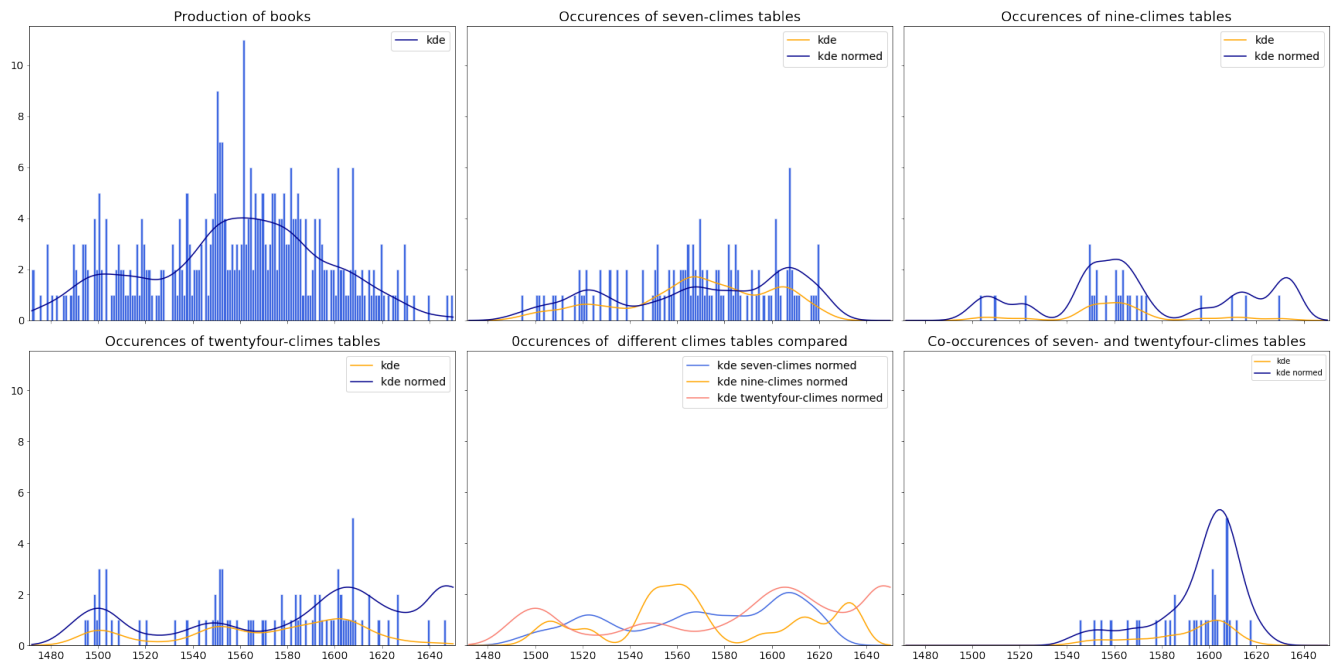 Production of books
kde
10
8
6
4
2
0
Occurences of seven-climes tables
kde
kde normed
Occurences of nine-climes tables
kde
kde normed
Occurences of twentyfour-climes tables
kde
kde normed
10
8
6
4
2
0
1480 1500 1520 1540 1560 1580 1600 1620 1640
0ccurences of different climes tables compared
kde seven-climes normed
kde nine-climes normed
kde twentyfour-climes normed
1480 1500 1520 1540 1560 1580 1600 1620 1640
Co-occurences of seven- and twentyfour-climes tables
kde
kde normed
1480 1500 1520 1540 1560 1580 1600 1620 1640